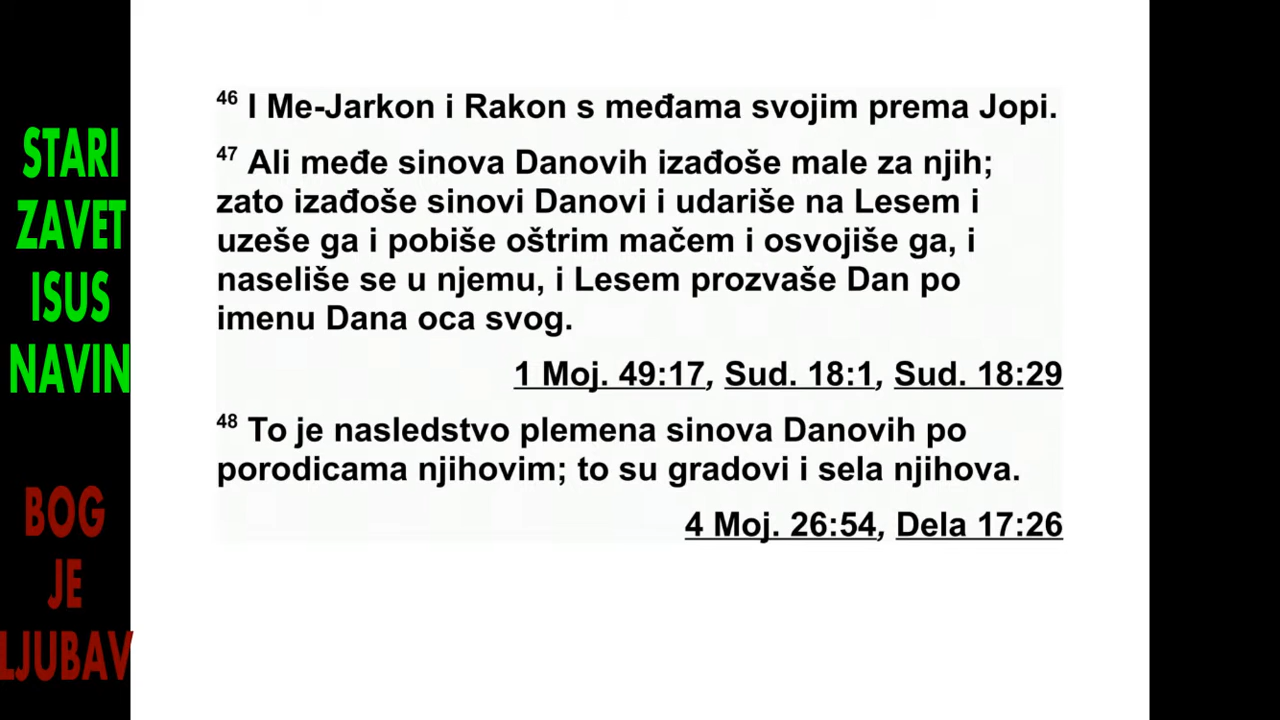 STARI
ZAVET
ISUS
NAVIN
BOG
JE
LJUBAV
46 I Me-Jarkon i Rakon s međama svojim prema Jopi.
47 Ali međe sinova Danovih izađoše male za njih;
zato izađoše sinovi Danovi i udariše na Lesem i
uzeše ga i pobiše oštrim mačem i osvojiše ga, i
naseliše se u njemu, i Lesem prozvaše Dan po
imenu Dana oca svog.
1 Moj. 49:17, Sud. 18:1, Sud. 18:29
48 To je nasledstvo plemena sinova Danovih po
porodicama njihovim; to su gradovi i sela njihova.
4 Moj. 26:54, Dela 17:26